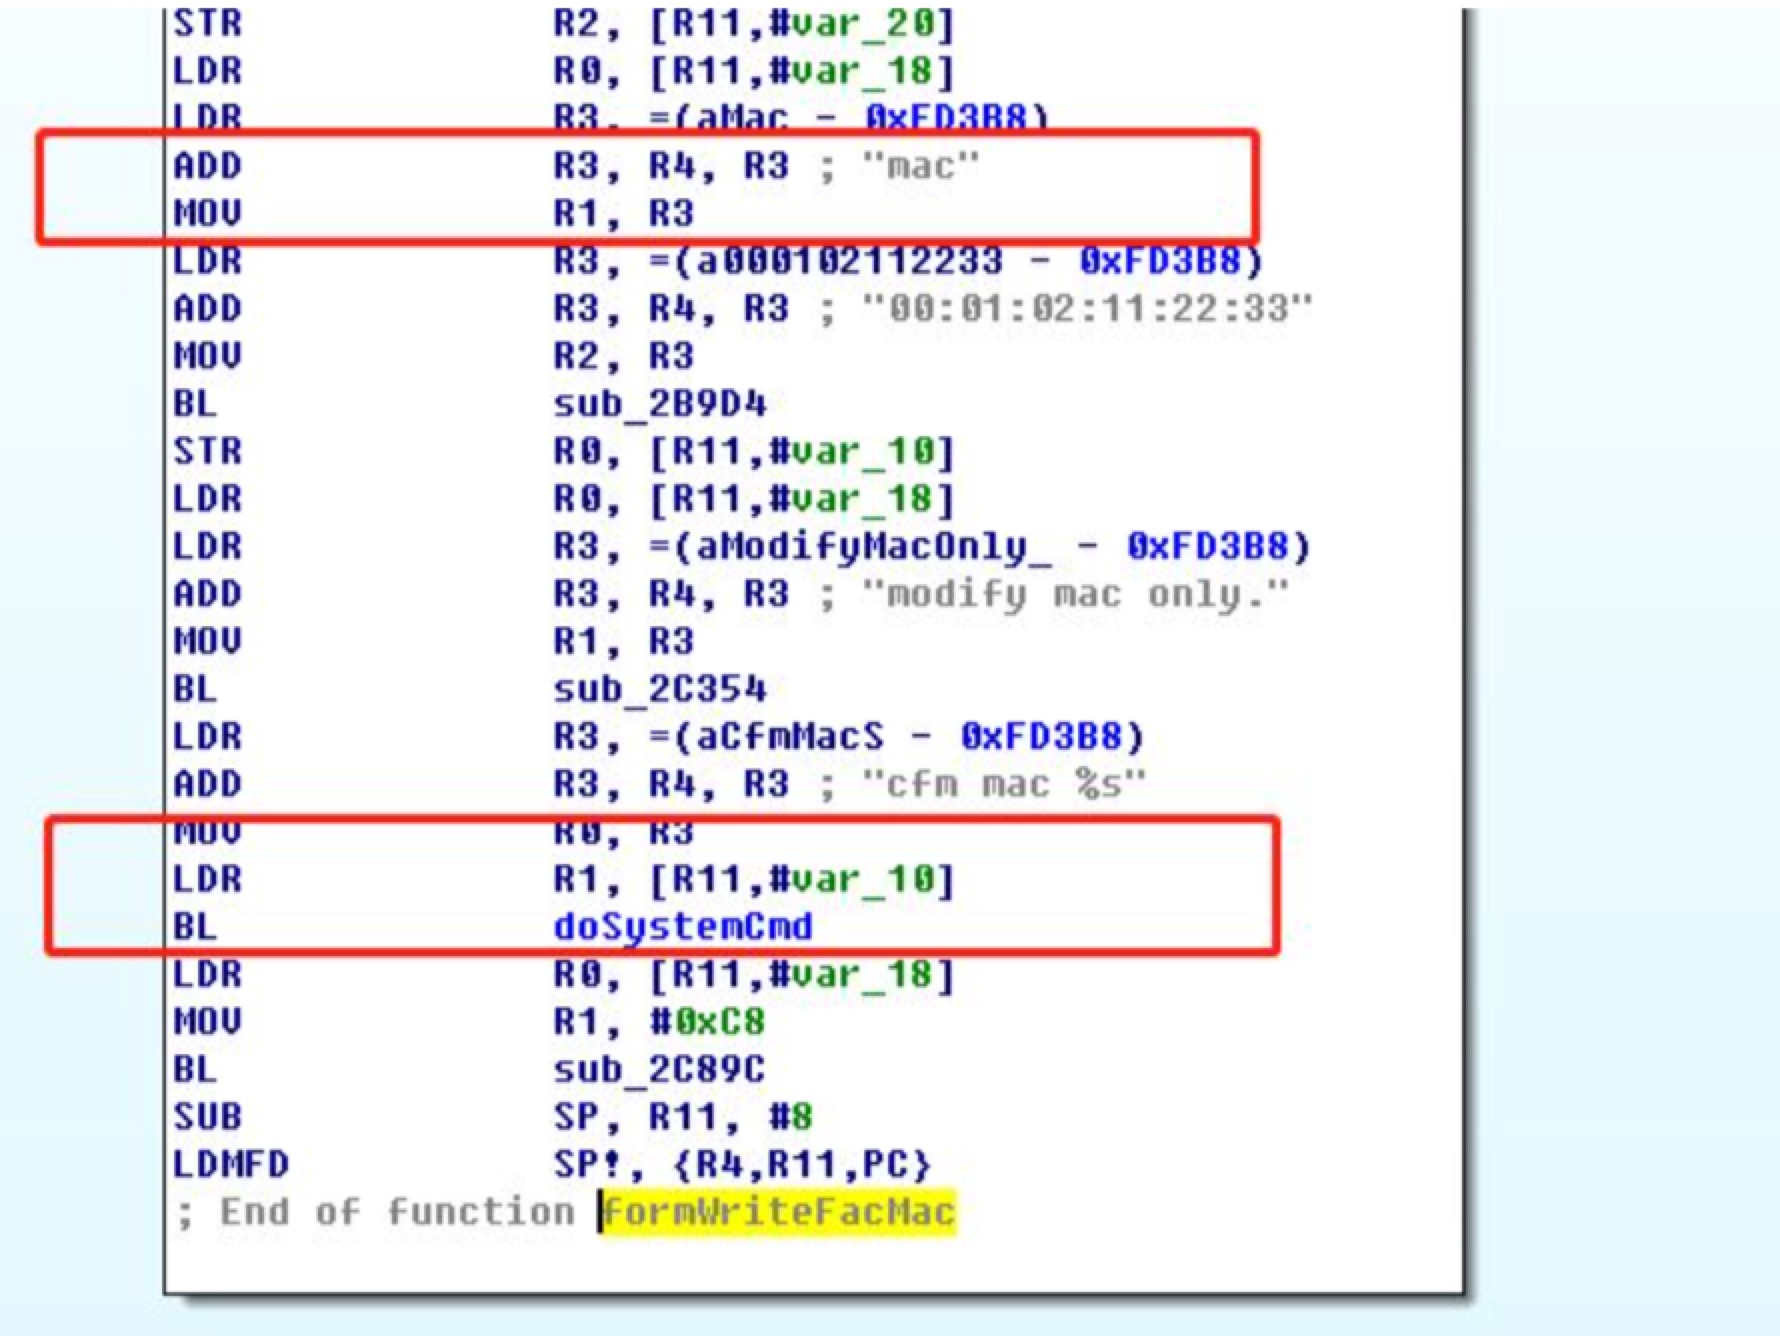 STR R2, [R11,#var_20]
LDR R0, [R11,#var_18]
LDR R3, =(aMac - 0xFD3B8)
ADD R3, R4, R3 ; "mac"
MOV R1, R3
LDR R3, =(a000102112233 - 0xFD3B8)
ADD R3, R4, R3 ; "00:01:02:11:22:33"
MOV R2, R3
BL sub_2B9D4
STR R0, [R11,#var_10]
LDR R0, [R11,#var_18]
LDR R3, =(aModifyMacOnly_ - 0xFD3B8)
ADD R3, R4, R3 ; "modify mac only."
MOV R1, R3
BL sub_2C354
LDR R3, =(aCfmMacS - 0xFD3B8)
ADD R3, R4, R3 ; "cfm mac %s"
MOV R0, R3
LDR R1, [R11,#var_10]
BL doSystemCmd
LDR R0, [R11,#var_18]
MOV R1, #0xC8
BL sub_2C89C
SUB SP, R11, #8
LDMFD SP!, {R4,R11,PC}
; End of function formWriteFacMac